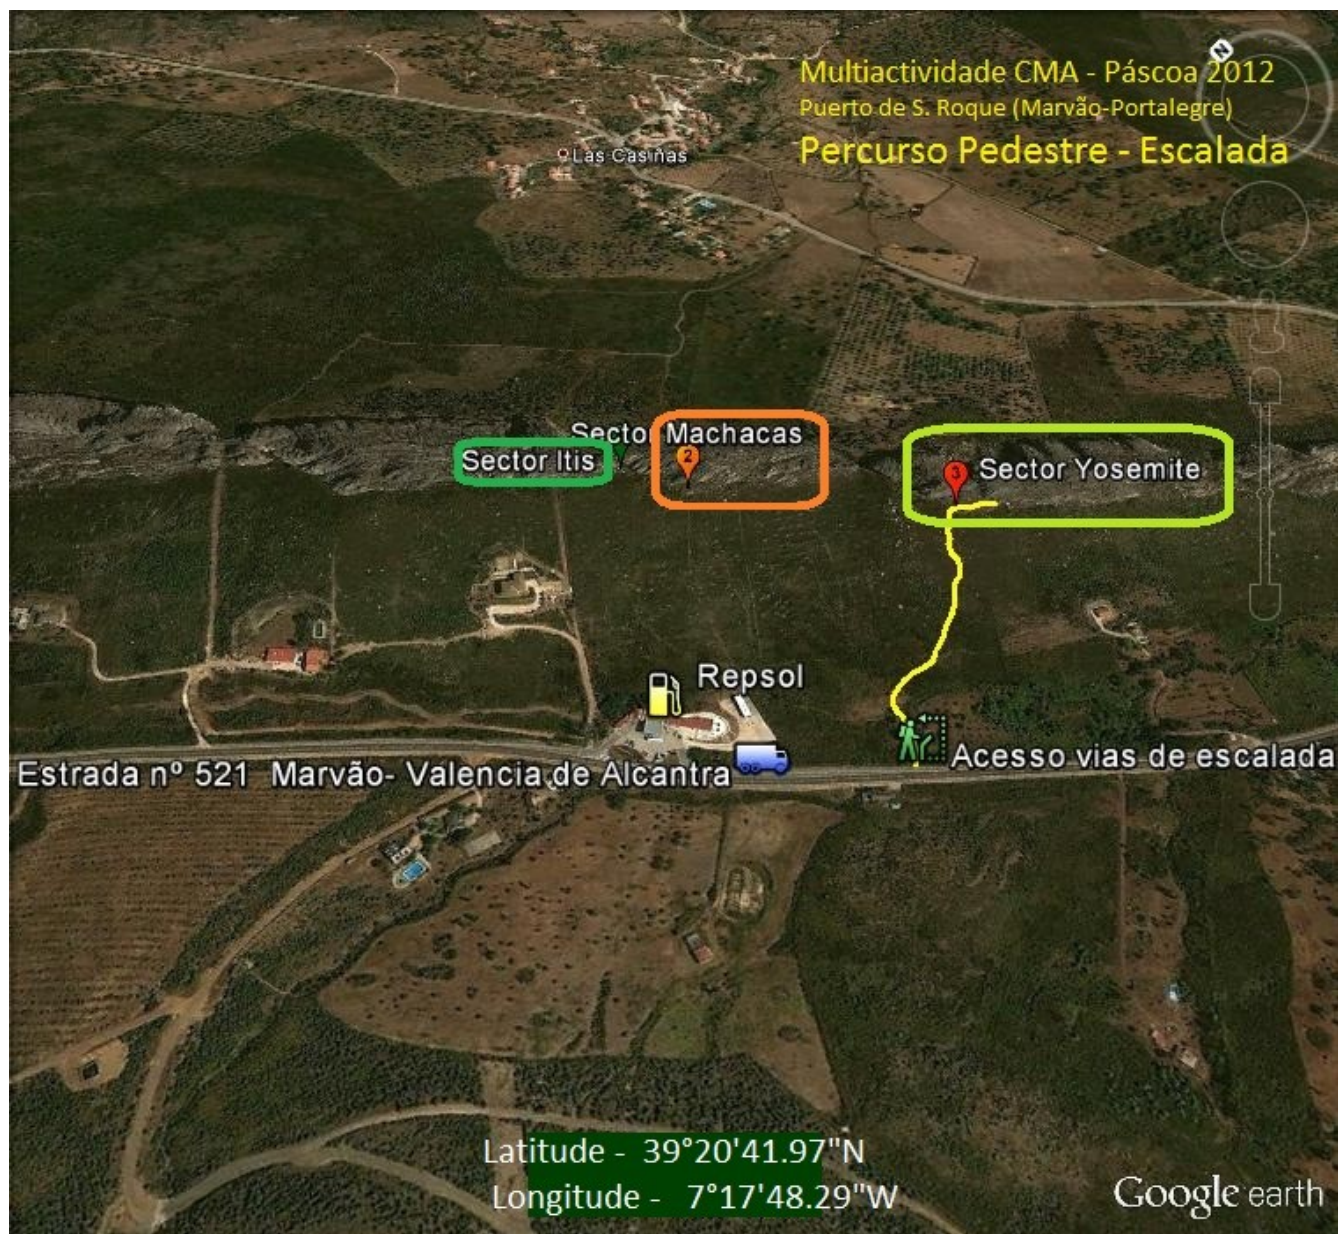 N
Multiactividade CMA - Páscoa 2012
Puerto de S. Roque (Marvão-Portalegre)
Percurso Pedestre - Escalada
Las Casiñas
Sector Machacas
Sector Itis
2
3
Sector Yosemite
Repsol
Acesso vias de escalada
Estrada nº 521 Marvão- Valencia de Alcantra
Latitude - 39°20'41.97"N
Longitude - 7°17'48.29"W
Google earth